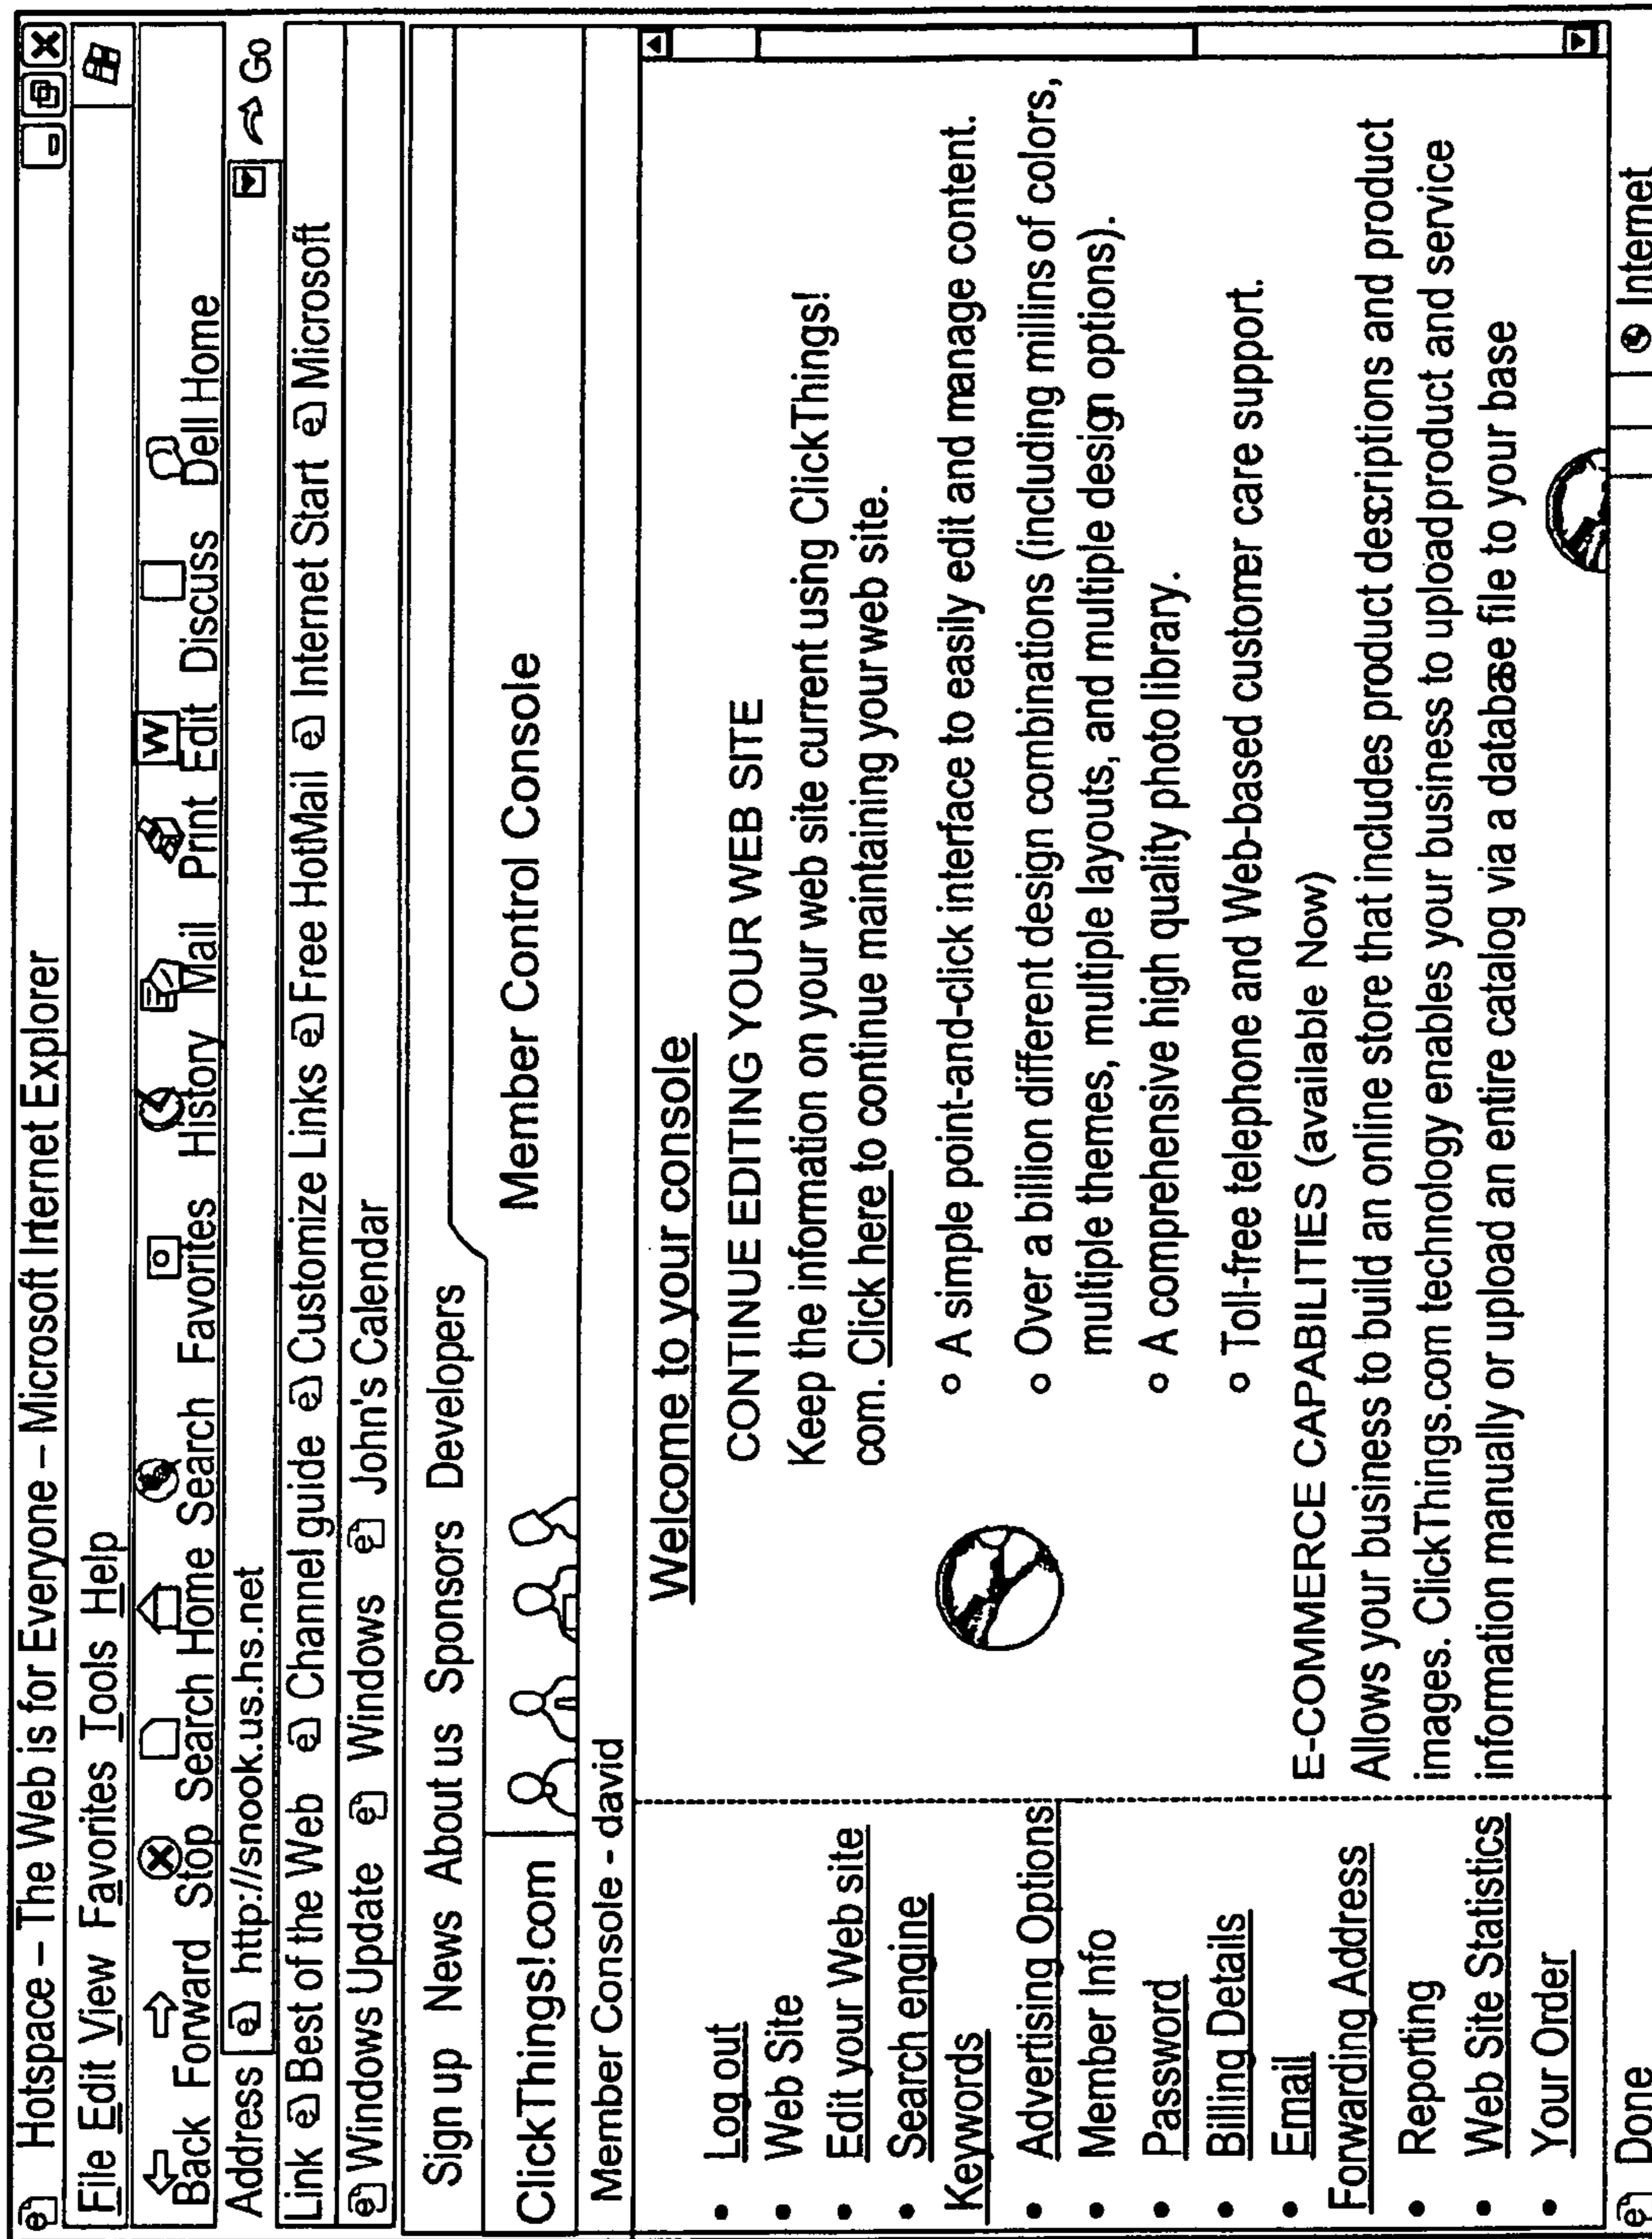 Hotspace – The Web is for Everyone – Microsoft Internet Explorer
File Edit View Favorites Tools Help
Back Forward Stop Search Home Search Favorites History Mail Print Edit Discuss Dell Home
W
Address http://snook.us.hs.net Go
Link Best of the Web Channel guide Customize Links Free HotMail Internet Start Microsoft
Windows Update Windows John's Calendar
Sign up News About us Sponsors Developers
ClickThings!com
Member Control Console
Member Console - david
• Log out
• Web Site
• Edit your Web site
• Search engine
Keywords
• Advertising Options
• Member Info
• Password
• Billing Details
• Email
Forwarding Address
• Reporting
• Web Site Statistics
• Your Order
Welcome to your console
CONTINUE EDITING YOUR WEB SITE
Keep the information on your web site current using ClickThings!
com. Click here to continue maintaining your web site.
o A simple point-and-click interface to easily edit and manage content.
o Over a billion different design combinations (including millins of colors,
multiple themes, multiple layouts, and multiple design options).
o A comprehensive high quality photo library.
o Toll-free telephone and Web-based customer care support.
E-COMMERCE CAPABILITIES (available Now)
Allows your business to build an online store that includes product descriptions and product
images. ClickThings.com technology enables your business to upload product and service
information manually or upload an entire catalog via a database file to your base
Done
Internet